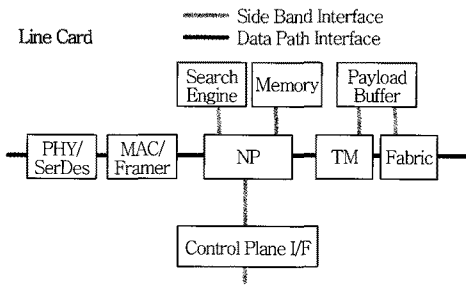 Side Band Interface
Line Card
Data Path Interface
Search
Engine
Memory
Payload
Buffer
PHY/
SerDes
MAC/
Framer
NP
TM
Fabric
Control Plane I/F